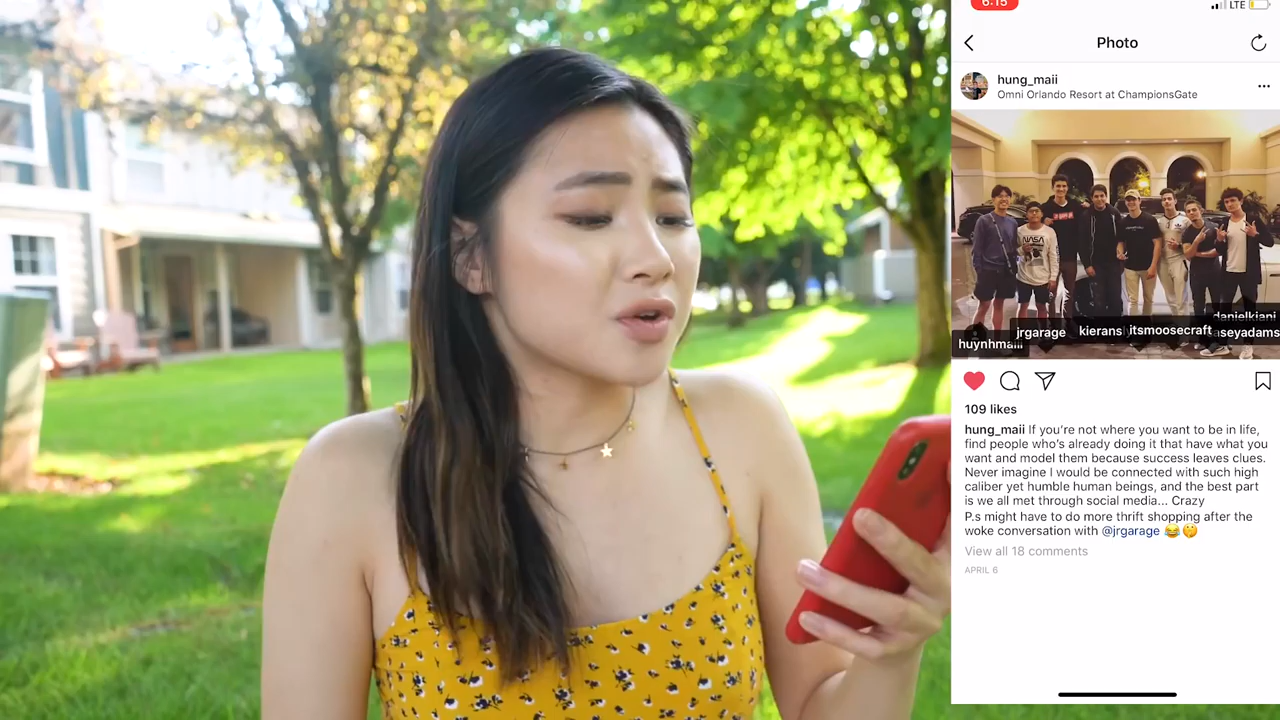 6:15
LTE
Photo
hung_maii
Omni Orlando Resort at ChampionsGate
NASA
danielkiani
jrgarage
kierans
itsmoosecraft
seyadams
huynhmaiii
109 likes
hung_maii If you're not where you want to be in life,
find people who's already doing it that have what you
want and model them because success leaves clues.
Never imagine I would be connected with such high
caliber yet humble human beings, and the best part
is we all met through social media... Crazy
P.s might have to do more thrift shopping after the
woke conversation with @jrgarage 😂🤫
View all 18 comments
APRIL 6